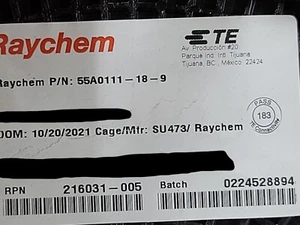 Raychem
TE
Av. Producción #20
Parque Ind. Int. Tijuana
Tijuana, BC., México, 22424
Raychem P/N: 55A0111-18-9
PASS
183
DOM: 10/20/2021 Cage/Mfr: SU473/ Raychem
RPN 216031-005 Batch 0224528894